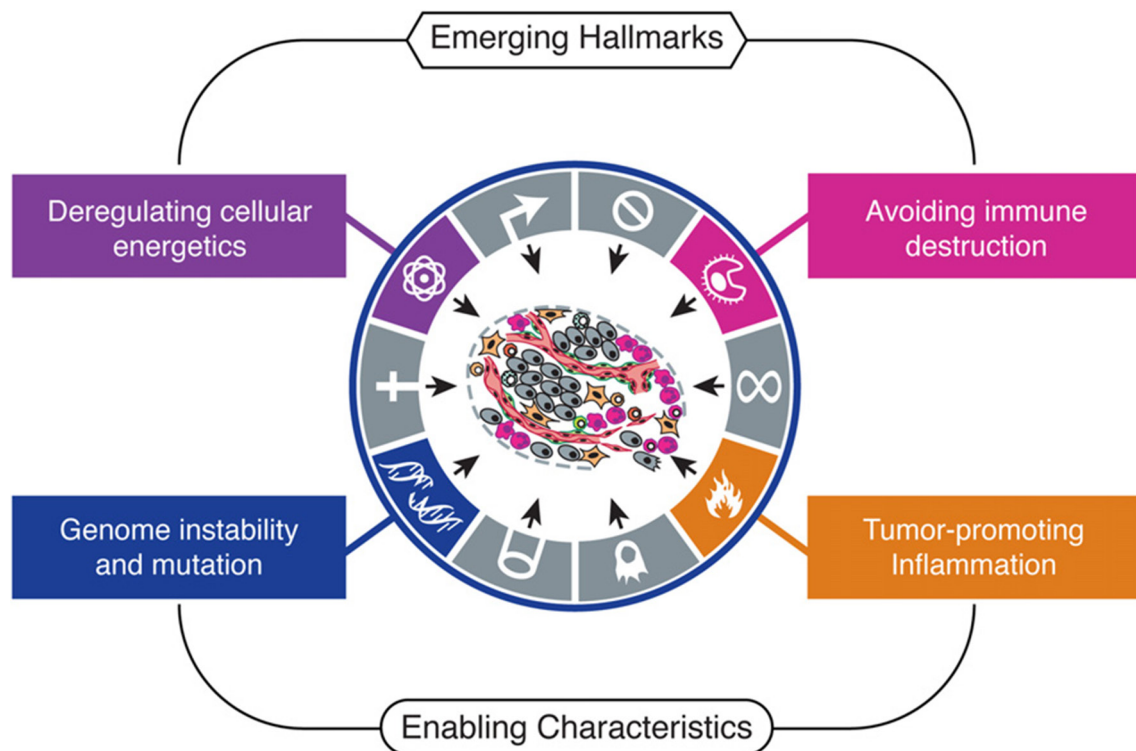 Emerging Hallmarks
Deregulating cellular
energetics
Avoiding immune
destruction
Genome instability
and mutation
Tumor-promoting
Inflammation
Enabling Characteristics